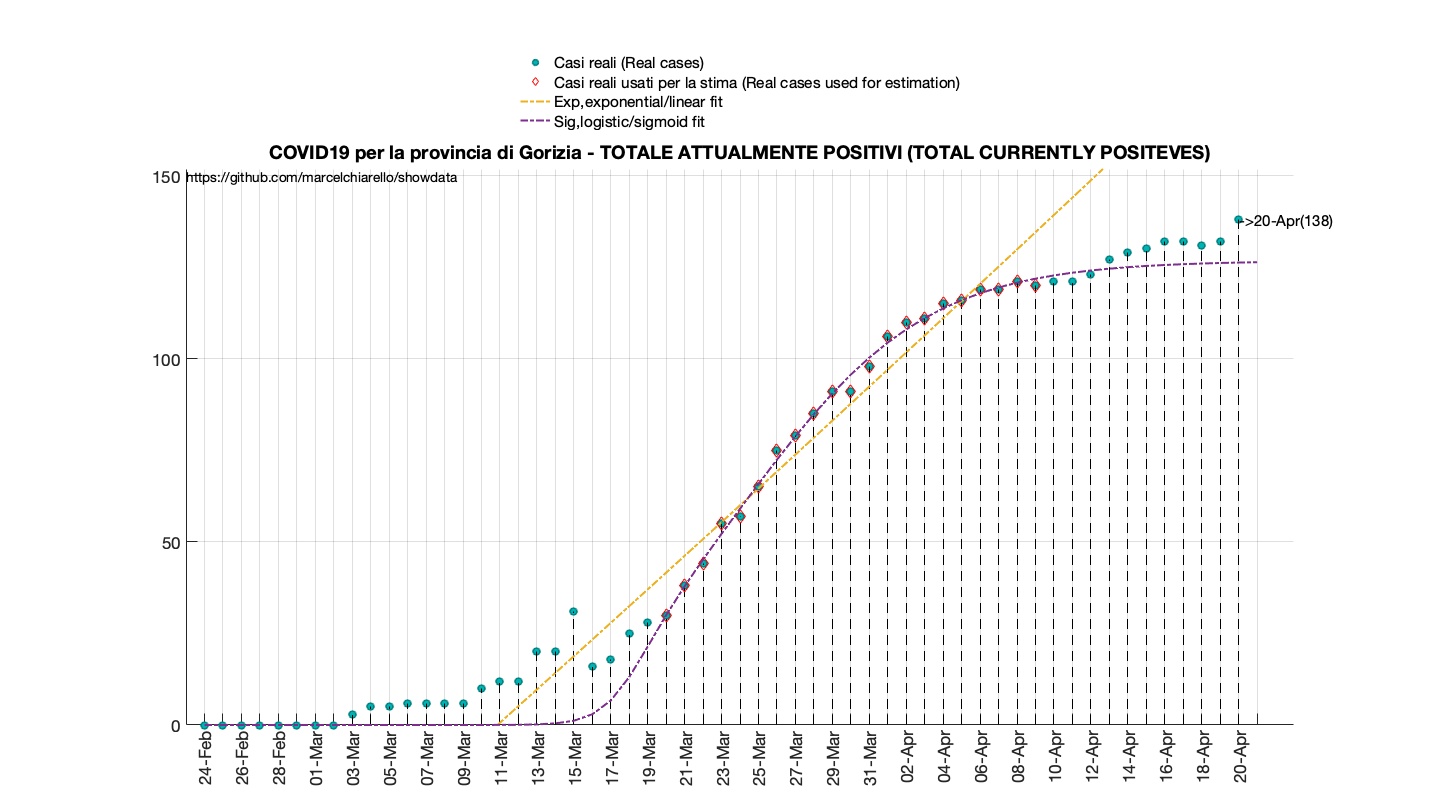 Casi reali (Real cases)
Casi reali usati per la stima (Real cases used for estimation)
Exp,exponential/linear fit
Sig,logistic/sigmoid fit
COVID19 per la provincia di Gorizia - TOTALE ATTUALMENTE POSITIVI (TOTAL CURRENTLY POSITEVES)
https://github.com/marcelchiarello/showdata
150
100
50
0
->20-Apr(138)
24-Feb
26-Feb
28-Feb
01-Mar
03-Mar
05-Mar
07-Mar
09-Mar
11-Mar
13-Mar
15-Mar
17-Mar
19-Mar
21-Mar
23-Mar
25-Mar
27-Mar
29-Mar
31-Mar
02-Apr
04-Apr
06-Apr
08-Apr
10-Apr
12-Apr
14-Apr
16-Apr
18-Apr
20-Apr